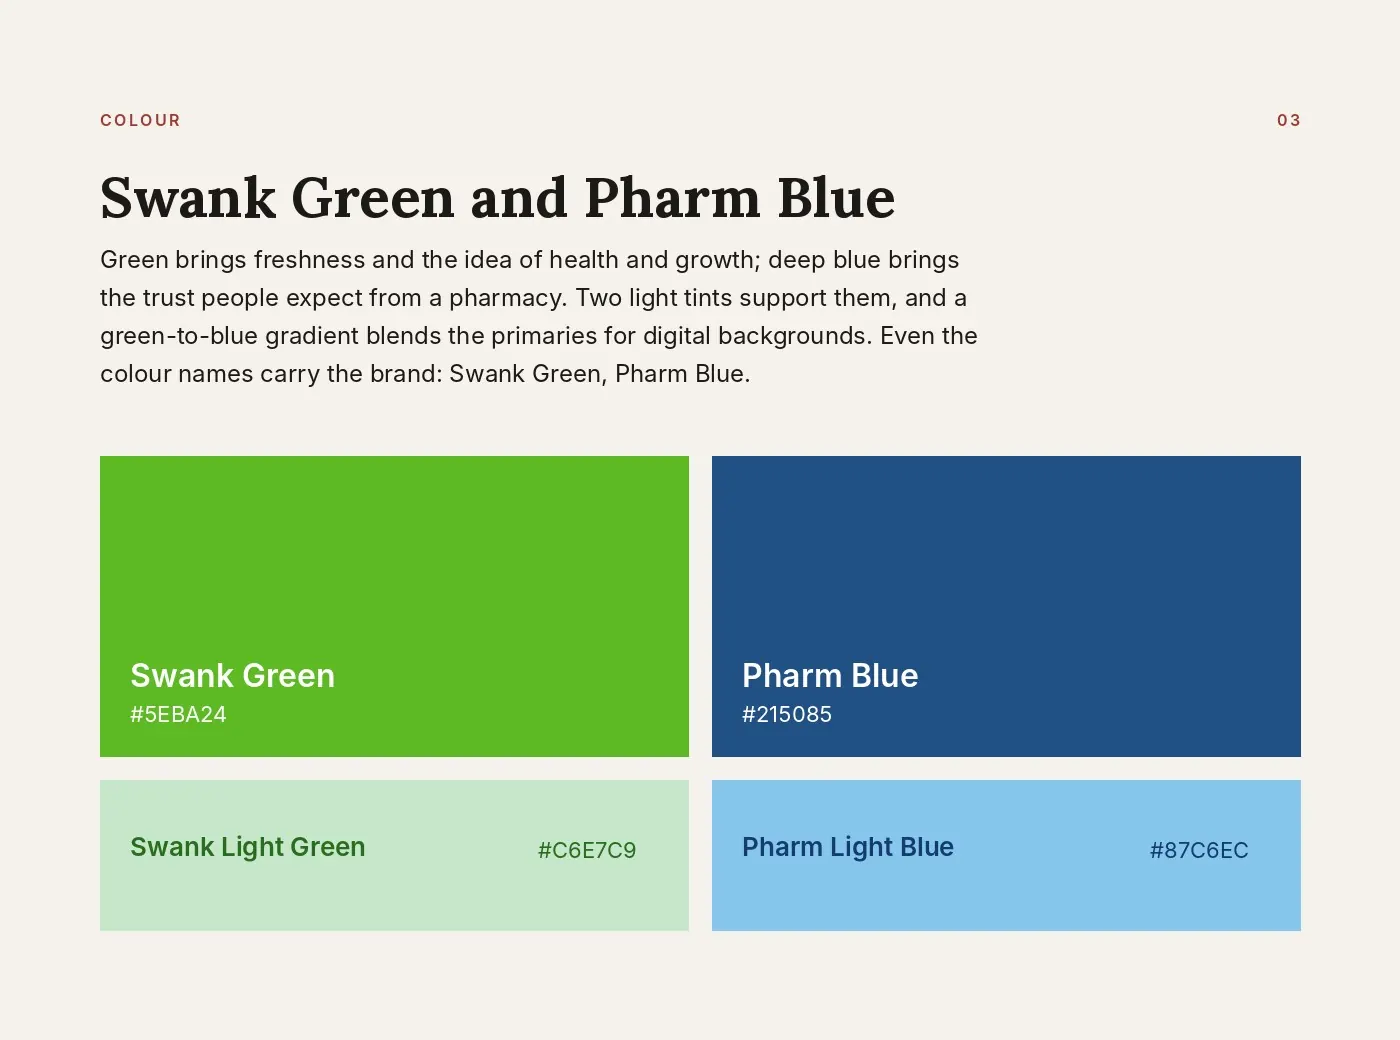 COLOUR
03
Swank Green and Pharm Blue
Green brings freshness and the idea of health and growth; deep blue brings
the trust people expect from a pharmacy. Two light tints support them, and a
green-to-blue gradient blends the primaries for digital backgrounds. Even the
colour names carry the brand: Swank Green, Pharm Blue.
Swank Green
#5EBA24
Pharm Blue
#215085
Swank Light Green
#C6E7C9
Pharm Light Blue
#87C6EC